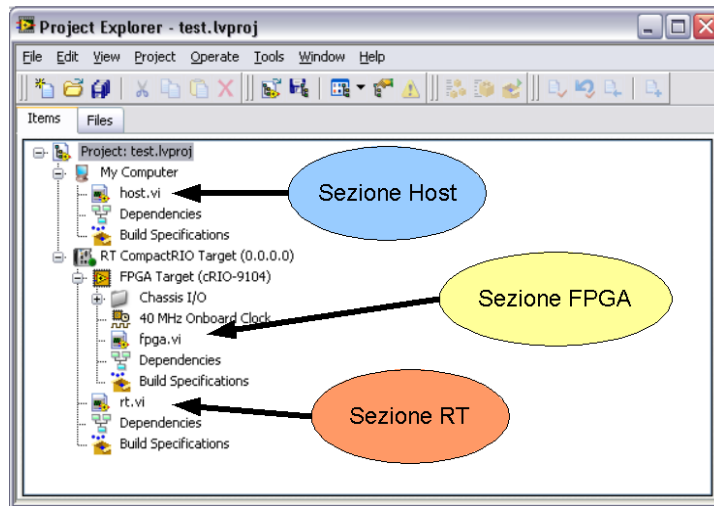 Project Explorer - test.lvproj
File Edit View Project Operate Tools Window Help
Items Files
Project: test.lvproj
My Computer
host.vi
Sezione Host
Dependencies
Build Specifications
RT CompactRIO Target (0.0.0.0)
FPGA Target (cRIO-9104)
Chassis I/O
Sezione FPGA
40 MHz Onboard Clock
fpga.vi
Dependencies
Build Specifications
rt.vi
Sezione RT
Dependencies
Build Specifications